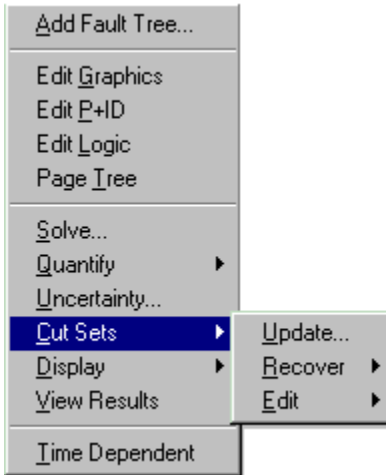 Add Fault Tree...
Edit Graphics
Edit P+ID
Edit Logic
Page Tree
Solve...
Quantify
Uncertainty...
Cut Sets
Update...
Display
Recover
View Results
Edit
Time Dependent